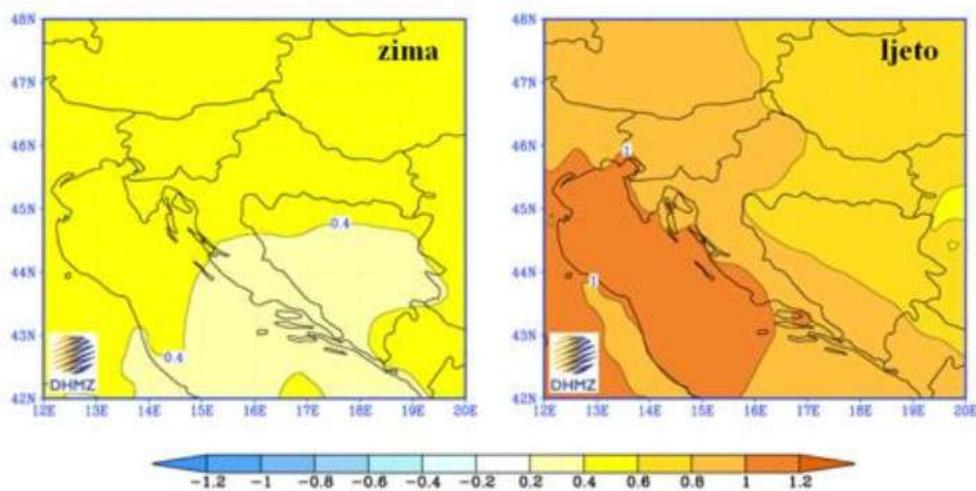 zima
ljeto
48N
47N
46N
45N
44N
43N
42N
0.4
0.4
DHMZ
12E 13E 14E 15E 16E 17E 18E 19E 20E
48N
47N
46N
45N
44N
43N
42N
1
1
DHMZ
12E 13E 14E 15E 16E 17E 18E 19E 20E
-1.2 -1 -0.8 -0.6 -0.4 -0.2 0.2 0.4 0.6 0.8 1 1.2